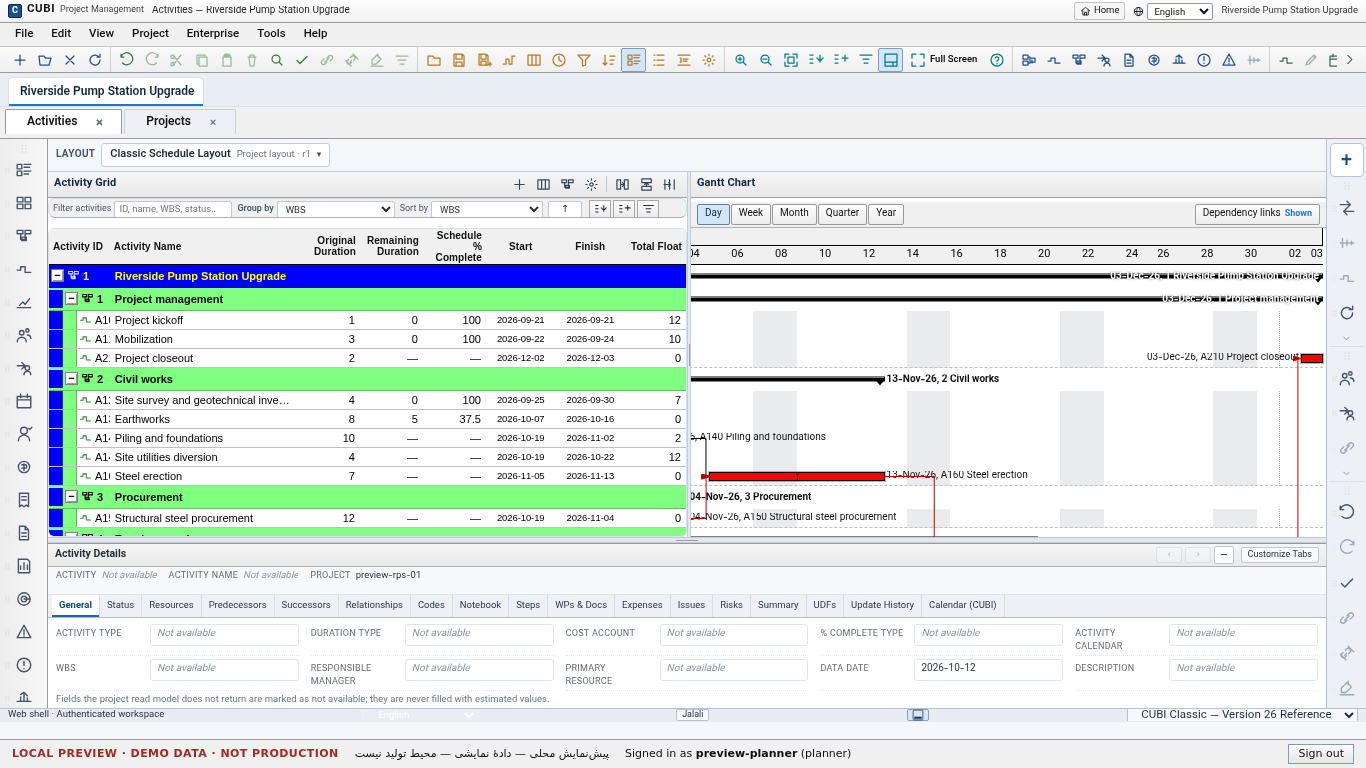 CUBI Project Management Activities — Riverside Pump Station Upgrade Home English Riverside Pump Station Upgrade
File Edit View Project Enterprise Tools Help
Full Screen
Riverside Pump Station Upgrade
Activities × Projects ×
LAYOUT Classic Schedule Layout Project layout · r1
Activity Grid
Filter activities ID, name, WBS, status.. Group by WBS Sort by WBS
Activity ID Activity Name Original Duration Remaining Duration Schedule % Complete Start Finish Total Float
1 Riverside Pump Station Upgrade
1 Project management
Project kickoff 1 0 100 2026-09-21 2026-09-21 12
Mobilization 3 0 100 2026-09-22 2026-09-24 10
Project closeout 2 — — 2026-12-02 2026-12-03 0
2 Civil works
Site survey and geotechnical inve… 4 0 100 2026-09-25 2026-09-30 7
Earthworks 8 5 37.5 2026-10-07 2026-10-16 0
Piling and foundations 10 — — 2026-10-19 2026-11-02 2
Site utilities diversion 4 — — 2026-10-19 2026-10-22 12
Steel erection 7 — — 2026-11-05 2026-11-13 0
3 Procurement
Structural steel procurement 12 — — 2026-10-19 2026-11-04 0
Gantt Chart
Day Week Month Quarter Year Dependency links Shown
04 06 08 10 12 14 16 18 20 22 24 26 28 30 02 03
03-Dec-26, 1 Riverside Pump Station Upgrade
03-Dec-26, 1 Project management
03-Dec-26, A210 Project closeout
13-Nov-26, 2 Civil works
A140 Piling and foundations
13-Nov-26, A160 Steel erection
04-Nov-26, 3 Procurement
04-Nov-26, A150 Structural steel procurement
Activity Details Customize Tabs
ACTIVITY Not available ACTIVITY NAME Not available PROJECT preview-rps-01
General Status Resources Predecessors Successors Relationships Codes Notebook Steps WPs & Docs Expenses Issues Risks Summary UDFs Update History Calendar (CUBI)
ACTIVITY TYPE Not available DURATION TYPE Not available COST ACCOUNT Not available % COMPLETE TYPE Not available ACTIVITY CALENDAR Not available
WBS Not available RESPONSIBLE MANAGER Not available PRIMARY RESOURCE Not available DATA DATE 2026-10-12 DESCRIPTION Not available
Fields the project read model does not return are marked as not available; they are never filled with estimated values.
Web shell · Authenticated workspace English Jalali CUBI Classic — Version 26 Reference
LOCAL PREVIEW · DEMO DATA · NOT PRODUCTION پیش‌نمایش محلی — دادهٔ نمایشی — محیط تولید نیست Signed in as preview-planner (planner) Sign out